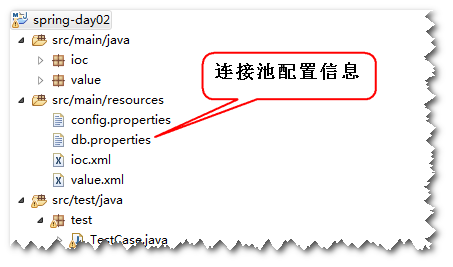 spring-day02
src/main/java
ioc
value
连接池配置信息
src/main/resources
config.properties
db.properties
ioc.xml
value.xml
src/test/java
test
TestCase.java